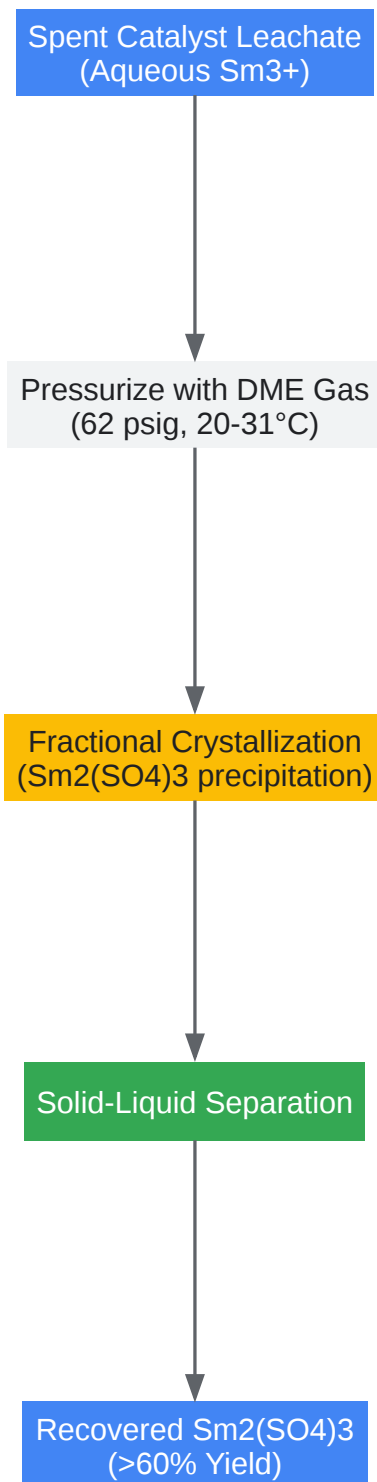 Spent Catalyst Leachate
(Aqueous Sm3+)
Pressurize with DME Gas
(62 psig, 20-31°C)
Fractional Crystallization
(Sm2(SO4)3 precipitation)
Solid-Liquid Separation
Recovered Sm2(SO4)3
(>60% Yield)